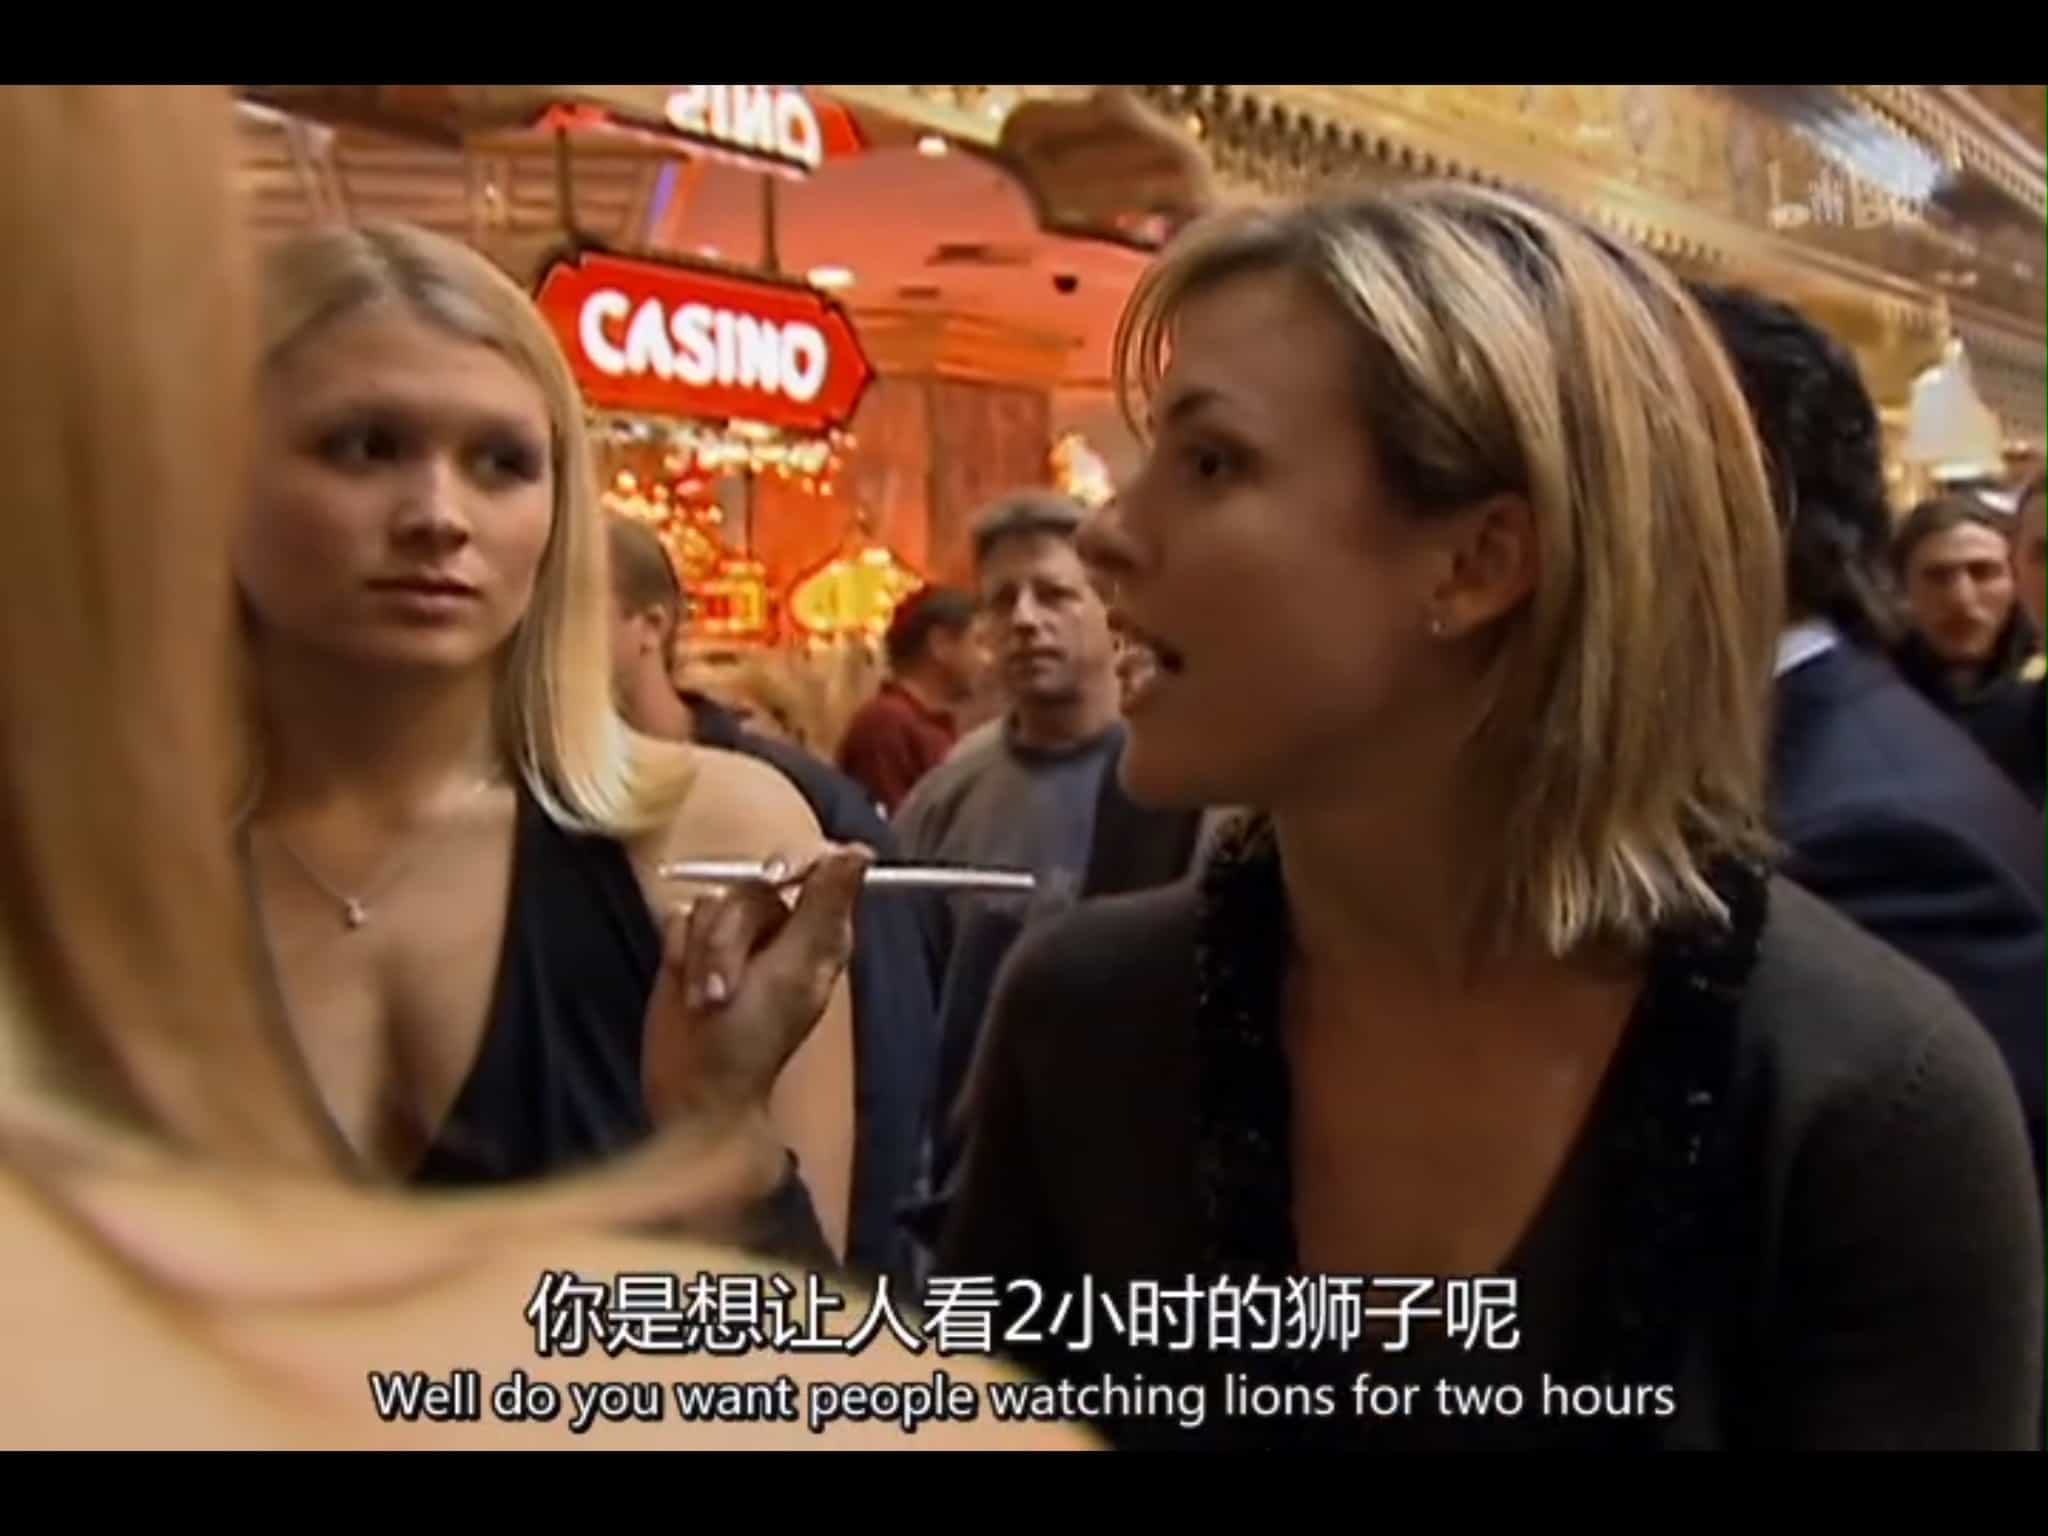 CASINO
bilibili
你是想让人看2小时的狮子呢
Well do you want people watching lions for two hours